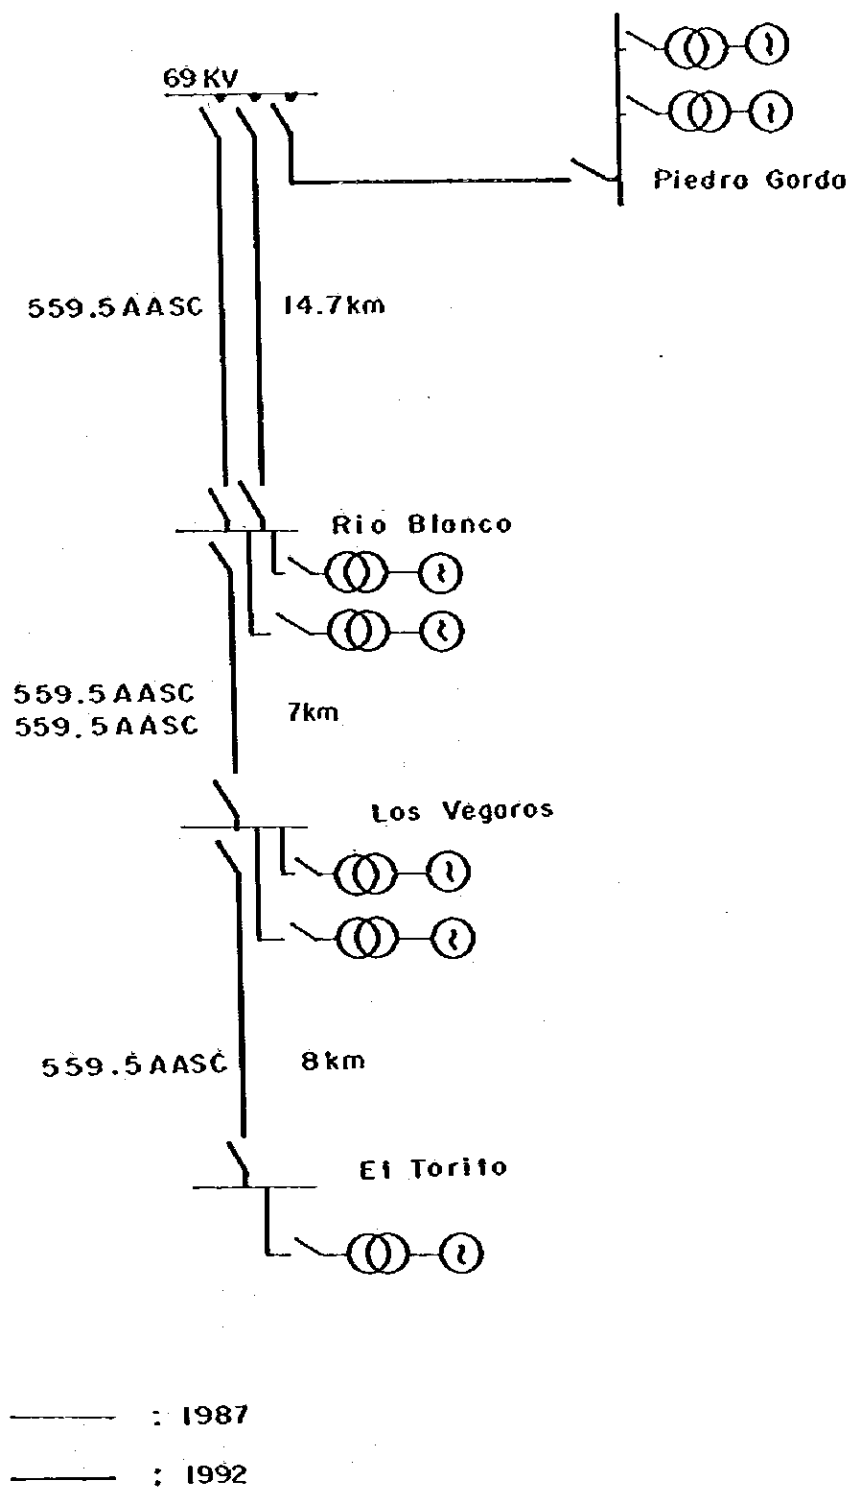 69 KV
Piedra Gorda
559.5 AASC
14.7km
Rio Blanco
559.5 AASC
559.5 AASC
7km
Los Vegaros
559.5 AASC
8km
El Torito
: 1987
: 1992